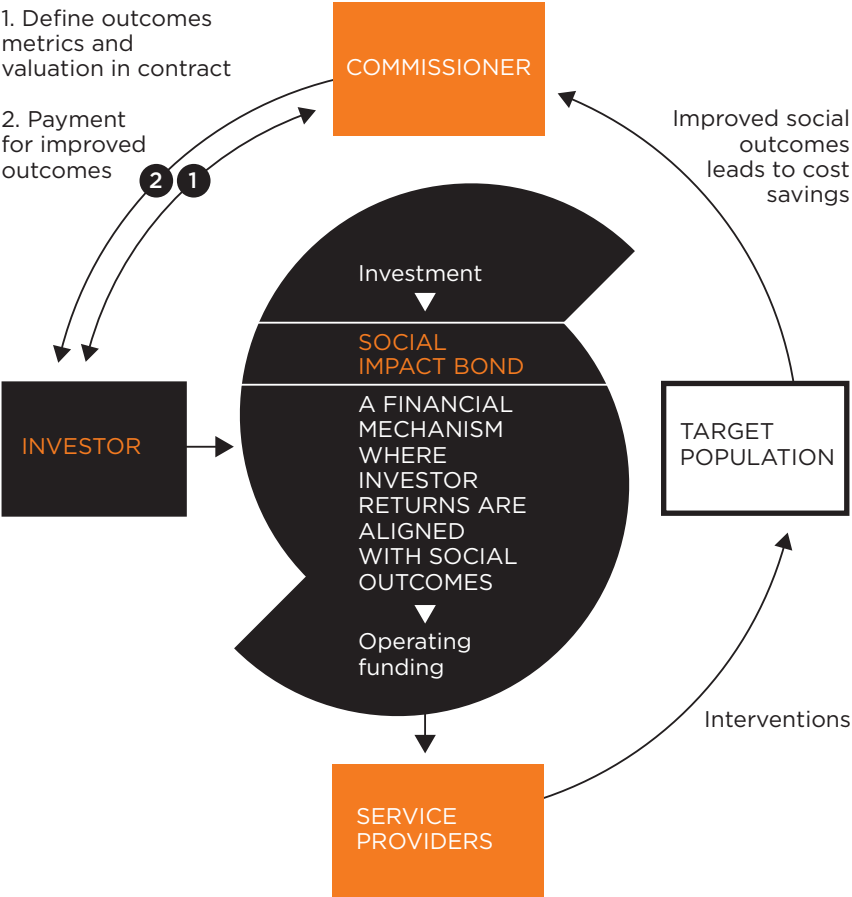 1. Define outcomes
metrics and
valuation in contract
2. Payment
for improved
outcomes
2
1
COMMISSIONER
Improved social
outcomes
leads to cost
savings
Investment
SOCIAL
IMPACT BOND
A FINANCIAL
MECHANISM
WHERE
INVESTOR
RETURNS ARE
ALIGNED
WITH SOCIAL
OUTCOMES
Operating
funding
INVESTOR
TARGET
POPULATION
Interventions
SERVICE
PROVIDERS